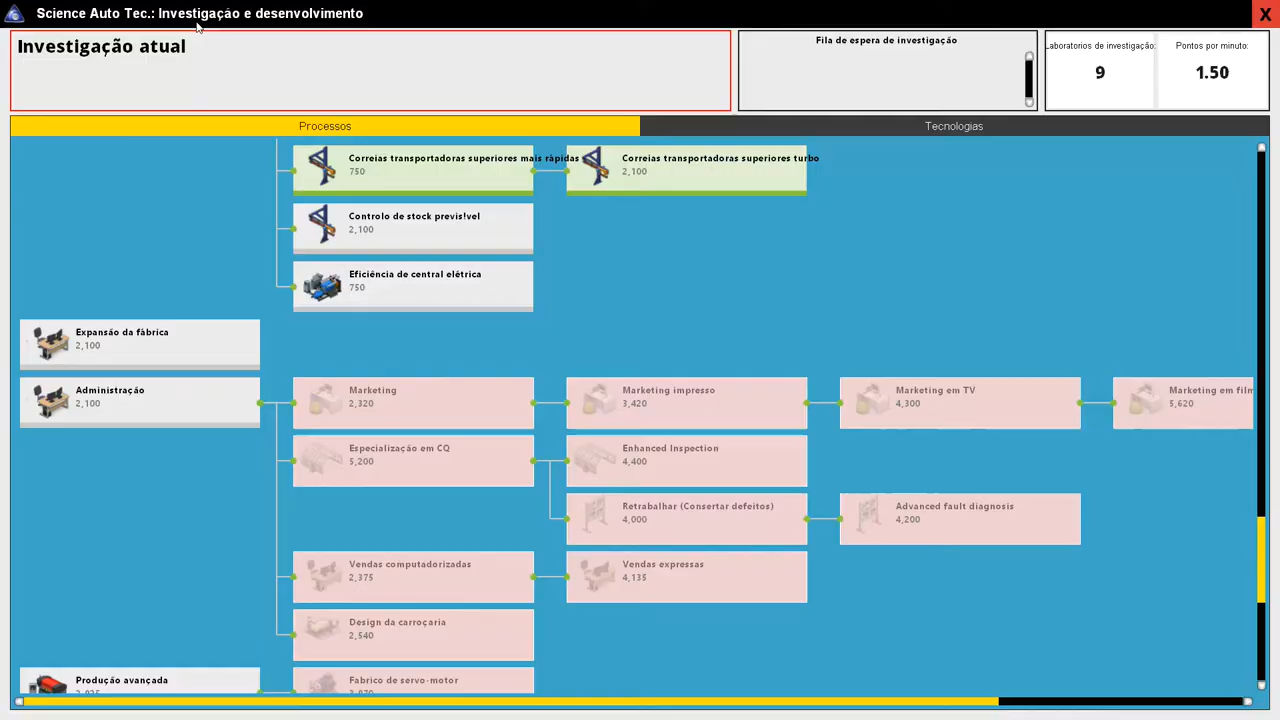 Science Auto Tec.: Investigação e desenvolvimento
X
Investigação atual
Fila de espera de investigação
Laboratorios de investigação:
9
Pontos por minuto:
1.50
Processos
Tecnologias
Correias transportadoras superiores mais rápidas
750
Correias transportadoras superiores turbo
2,100
Controlo de stock previs!vel
2,100
Eficiência de central elétrica
750
Expansão da fábrica
2,100
Administração
2,100
Marketing
2,320
Marketing impresso
3,420
Marketing em TV
4,300
Marketing em film
5,620
Especialização em CQ
5,200
Enhanced Inspection
4,400
Retrabalhar (Consertar defeitos)
4,000
Advanced fault diagnosis
4,200
Vendas computadorizadas
2,375
Vendas expressas
4,135
Design da carroçaria
2,540
Produção avançada
Fabrico de servo-motor